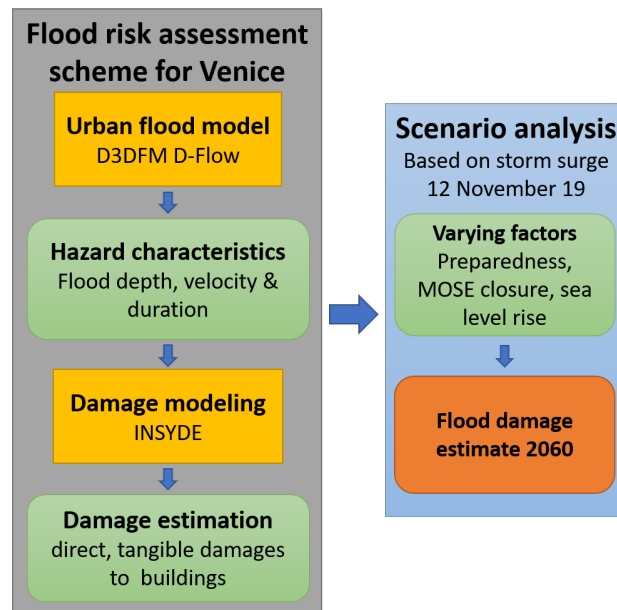 Flood risk assessment
scheme for Venice
Urban flood model
D3DFM D-Flow
Hazard characteristics
Flood depth, velocity &
duration
Damage modeling
INSYDE
Damage estimation
direct, tangible damages
to buildings
Scenario analysis
Based on storm surge
12 November 19
Varying factors
Preparedness,
MOSE closure, sea
level rise
Flood damage
estimate 2060